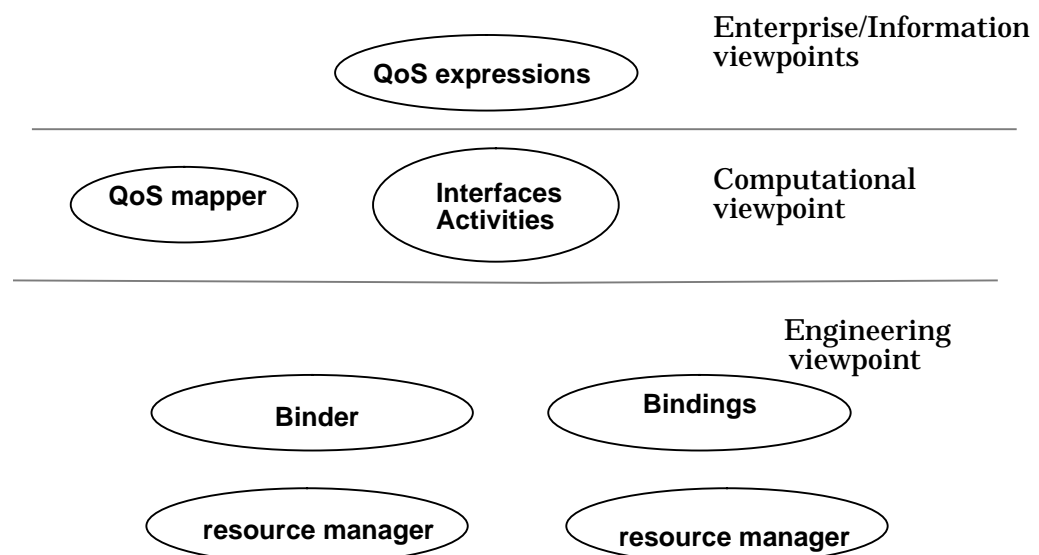 Enterprise/Information
viewpoints
QoS expressions
QoS mapper
Interfaces
Activities
Computational
viewpoint
Engineering
viewpoint
Binder
Bindings
resource manager
resource manager